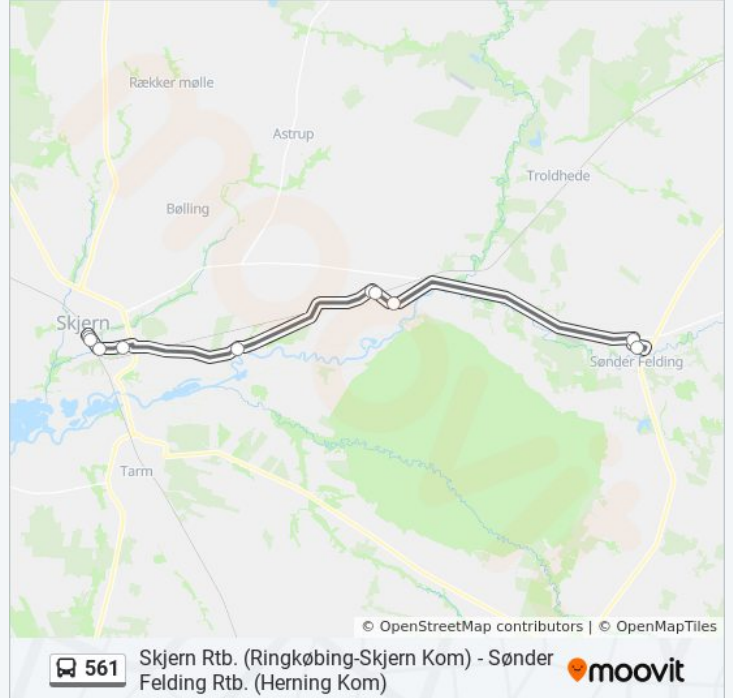 Rækker mølle
Astrup
Troldhede
Bølling
Skjern
Sønder Felding
Tarm
moovit
© OpenStreetMap contributors | © OpenMapTiles
561
Skjern Rtb. (Ringkøbing-Skjern Kom) - Sønder
Felding Rtb. (Herning Kom)
moovit